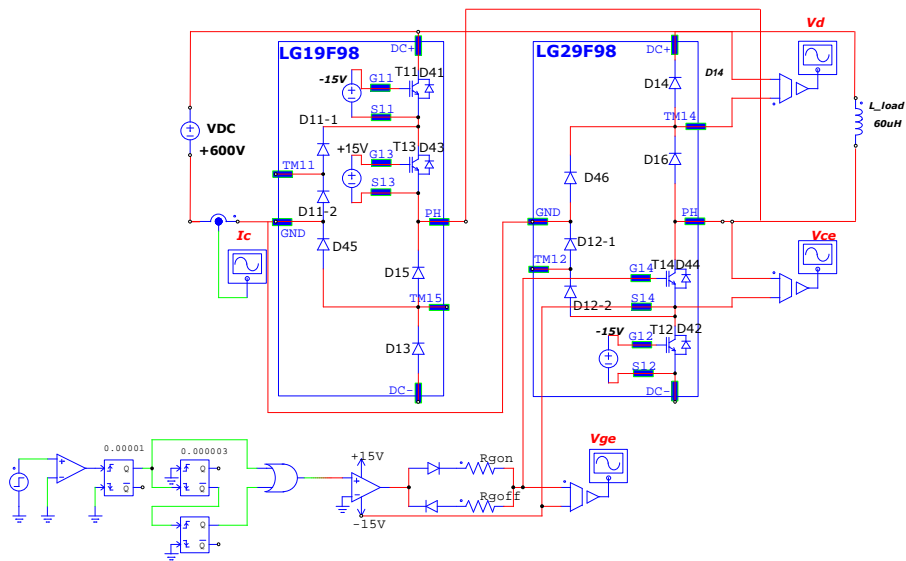 Vd
DC+
LG19F98
DC+
LG29F98
T11
D41
-15V
G11
D14
D14
L_load
60uH
S11
TM14
D11-1
VDC
+600V
+15V
T13
D43
G13
D16
TM11
D46
S13
D11-2
PH
GND
PH
GND
Ic
D45
D12-1
Vce
D15
TM12
T14
D44
G14
D12-2
TM15
S14
-15V
T12
D42
G12
D13
S12
DC-
DC-
Vge
0.00001
0.000003
+15V
Rgon
Q
Q
Q
Q
Rgoff
-15V
Q
Q